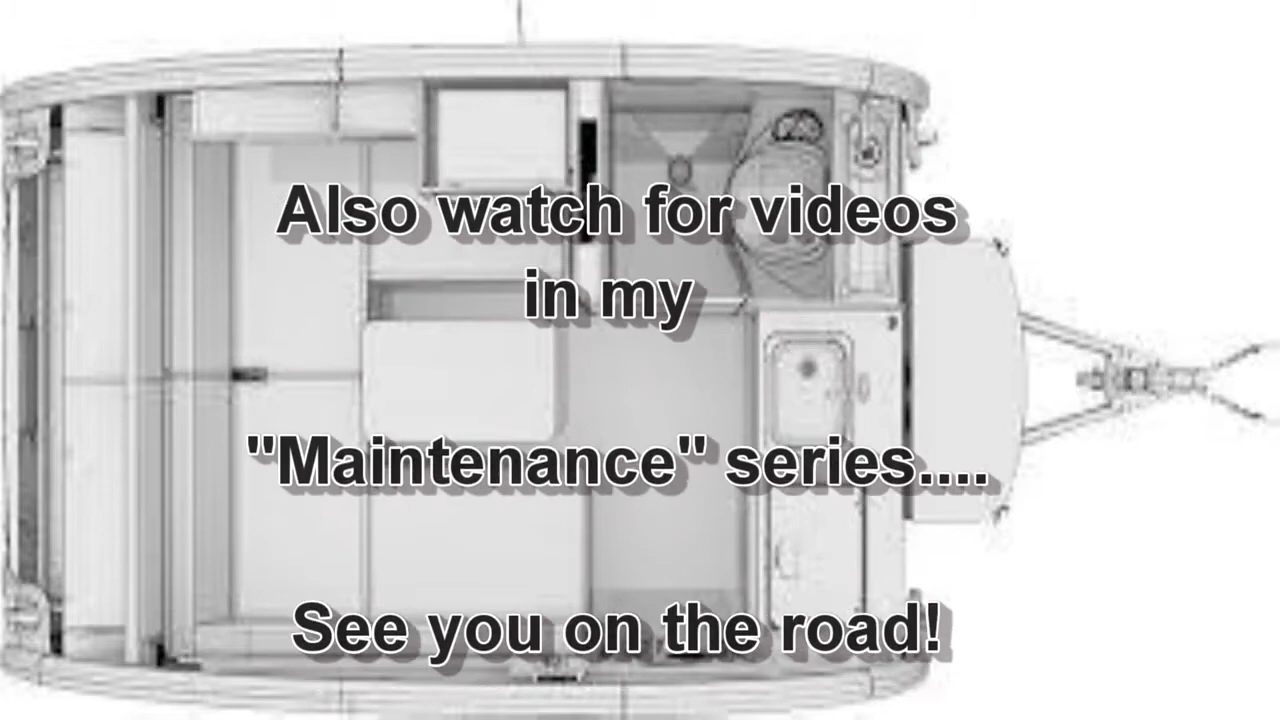 Also watch for videos
in my
"Maintenance" series....
See you on the road!